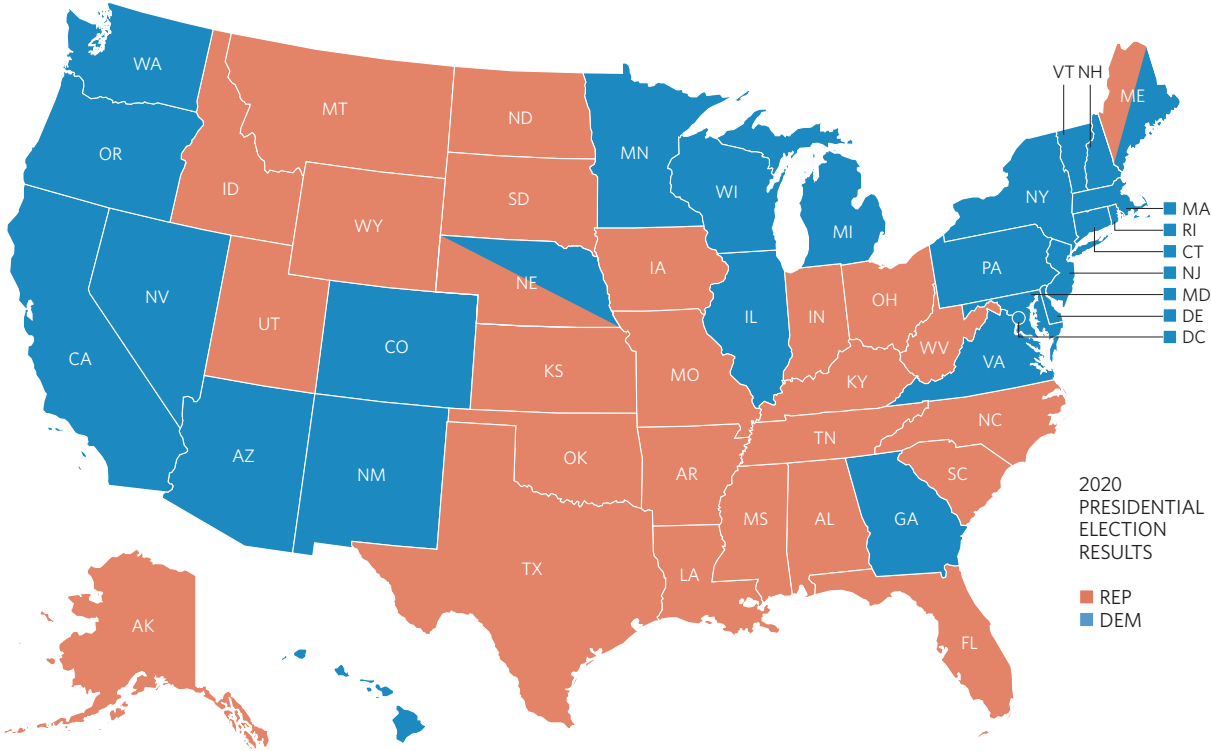 WA
MT
ND
MN
VT NH
ME
OR
ID
SD
WI
NY
MA
RI
WY
MI
CT
NE
IA
PA
NJ
MD
NV
UT
CO
IL
IN
OH
DE
DC
CA
KS
MO
WV
VA
KY
AZ
NM
OK
AR
TN
NC
SC
TX
LA
MS
AL
GA
AK
FL
2020
PRESIDENTIAL
ELECTION
RESULTS
REP
DEM